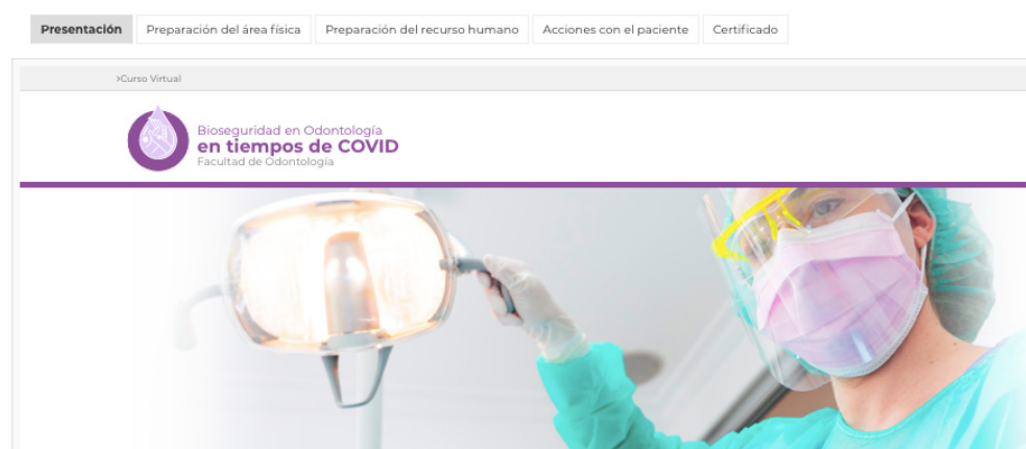 Presentación Preparación del área física Preparación del recurso humano Acciones con el paciente Certificado
>Curso Virtual
Bioseguridad en Odontología
en tiempos de COVID
Facultad de Odontología